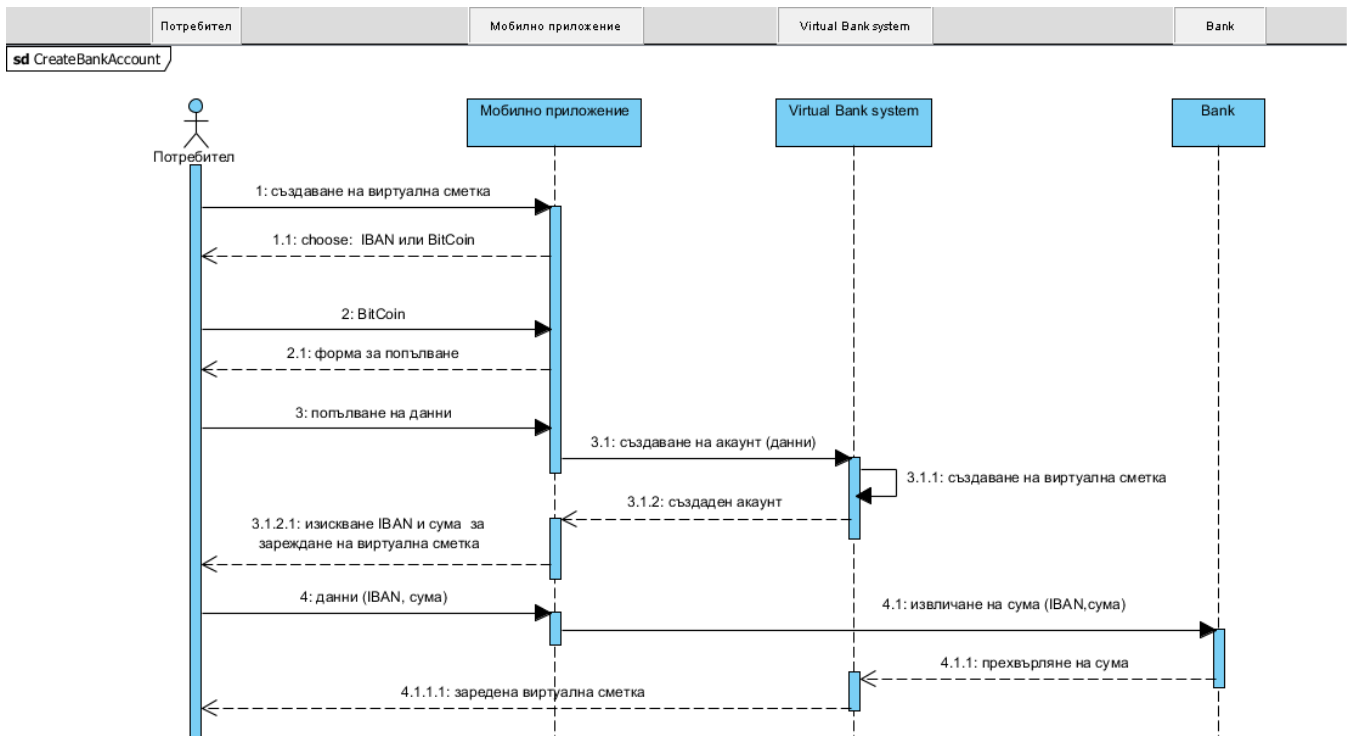 Потребител
Мобилно приложение
Virtual Bank system
Bank
sd CreateBankAccount
Мобилно приложение
Virtual Bank system
Bank
Потребител
1: създаване на виртуална сметка
1.1: choose: IBAN или BitCoin
2: BitCoin
2.1: форма за попълване
3: попълване на данни
3.1: създаване на акаунт (данни)
3.1.1: създаване на виртуална сметка
3.1.2: създаден акаунт
3.1.2.1: изискване IBAN и сума за
зареждане на виртуална сметка
4: данни (IBAN, сума)
4.1: извличане на сума (IBAN,сума)
4.1.1: прехвърляне на сума
4.1.1.1: заредена виртуална сметка